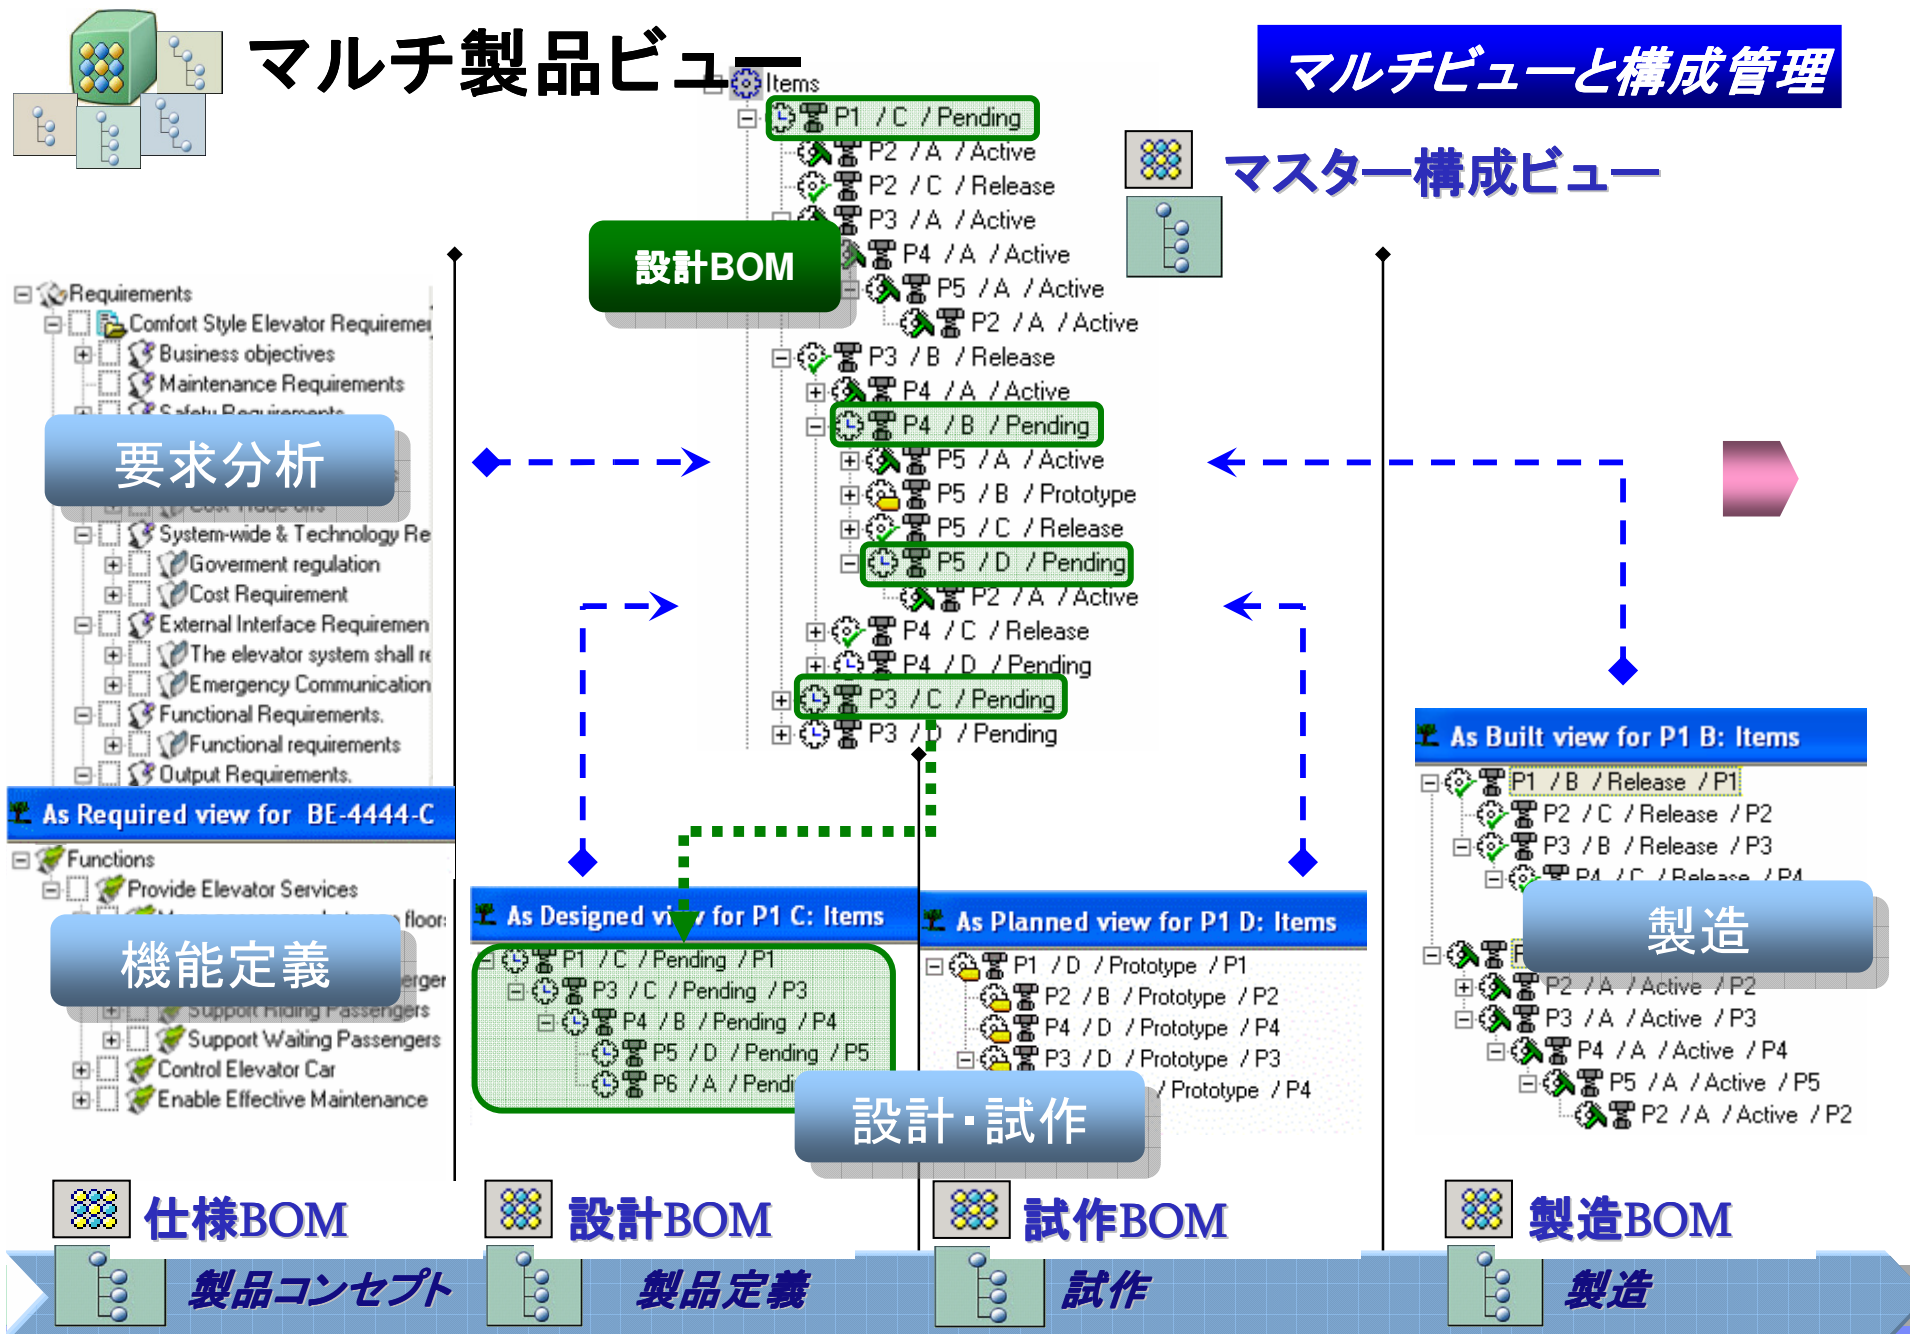 マルチ製品ビュー
マルチビューと構成管理
マスター構成ビュー
Items
P1 / C / Pending
P2 / A / Active
P2 / C / Release
P3 / A / Active
P4 / A / Active
P5 / A / Active
P2 / A / Active
P3 / B / Release
P4 / A / Active
P4 / B / Pending
P5 / A / Active
P5 / B / Prototype
P5 / C / Release
P5 / D / Pending
P2 / A / Active
P4 / C / Release
P4 / D / Pending
P3 / C / Pending
P3 / D / Pending
設計BOM
Requirements
Comfort Style Elevator Requiremer
Business objectives
Maintenance Requirements
Safety Requirements
要求分析
Cost Trade-offs
System-wide & Technology Re
Goverment regulation
Cost Requirement
External Interface Requiremen
The elevator system shall re
Emergency Communication
Functional Requirements.
Functional requirements
Output Requirements.
As Required view for BE-4444-C
Functions
Provide Elevator Services
floors
機能定義
Support Riding Passengers
Support Waiting Passengers
Control Elevator Car
Enable Effective Maintenance
As Designed view for P1 C: Items
P1 / C / Pending / P1
P3 / C / Pending / P3
P4 / B / Pending / P4
P5 / D / Pending / P5
P6 / A / Pendi
As Planned view for P1 D: Items
P1 / D / Prototype / P1
P2 / B / Prototype / P2
P4 / D / Prototype / P4
P3 / D / Prototype / P3
/ Prototype / P4
設計・試作
As Built view for P1 B: Items
P1 / B / Release / P1
P2 / C / Release / P2
P3 / B / Release / P3
P4 / C / Release / P4
製造
P2 / A / Active / P2
P3 / A / Active / P3
P4 / A / Active / P4
P5 / A / Active / P5
P2 / A / Active / P2
仕様BOM
設計BOM
試作BOM
製造BOM
製品コンセプト
製品定義
試作
製造